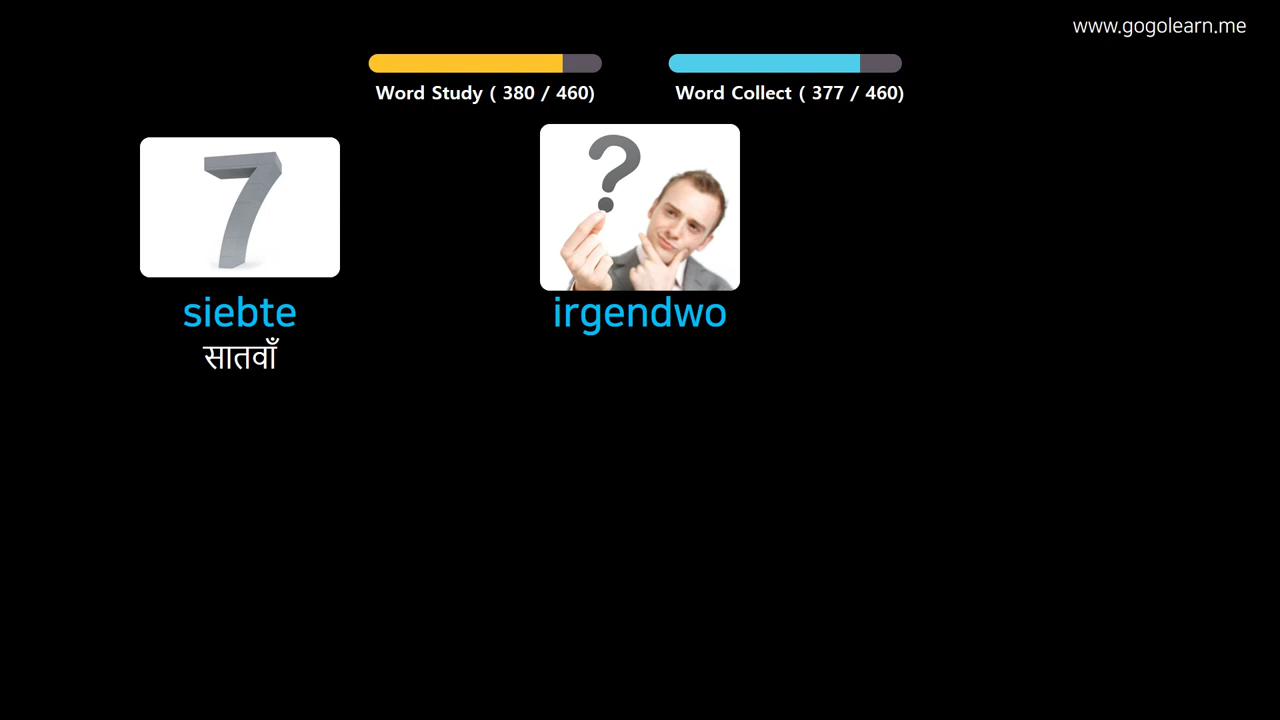 www.gogolearn.me
Word Study ( 380 / 460)
Word Collect ( 377 / 460)
7
?
siebte
irgendwo
सातवाँ